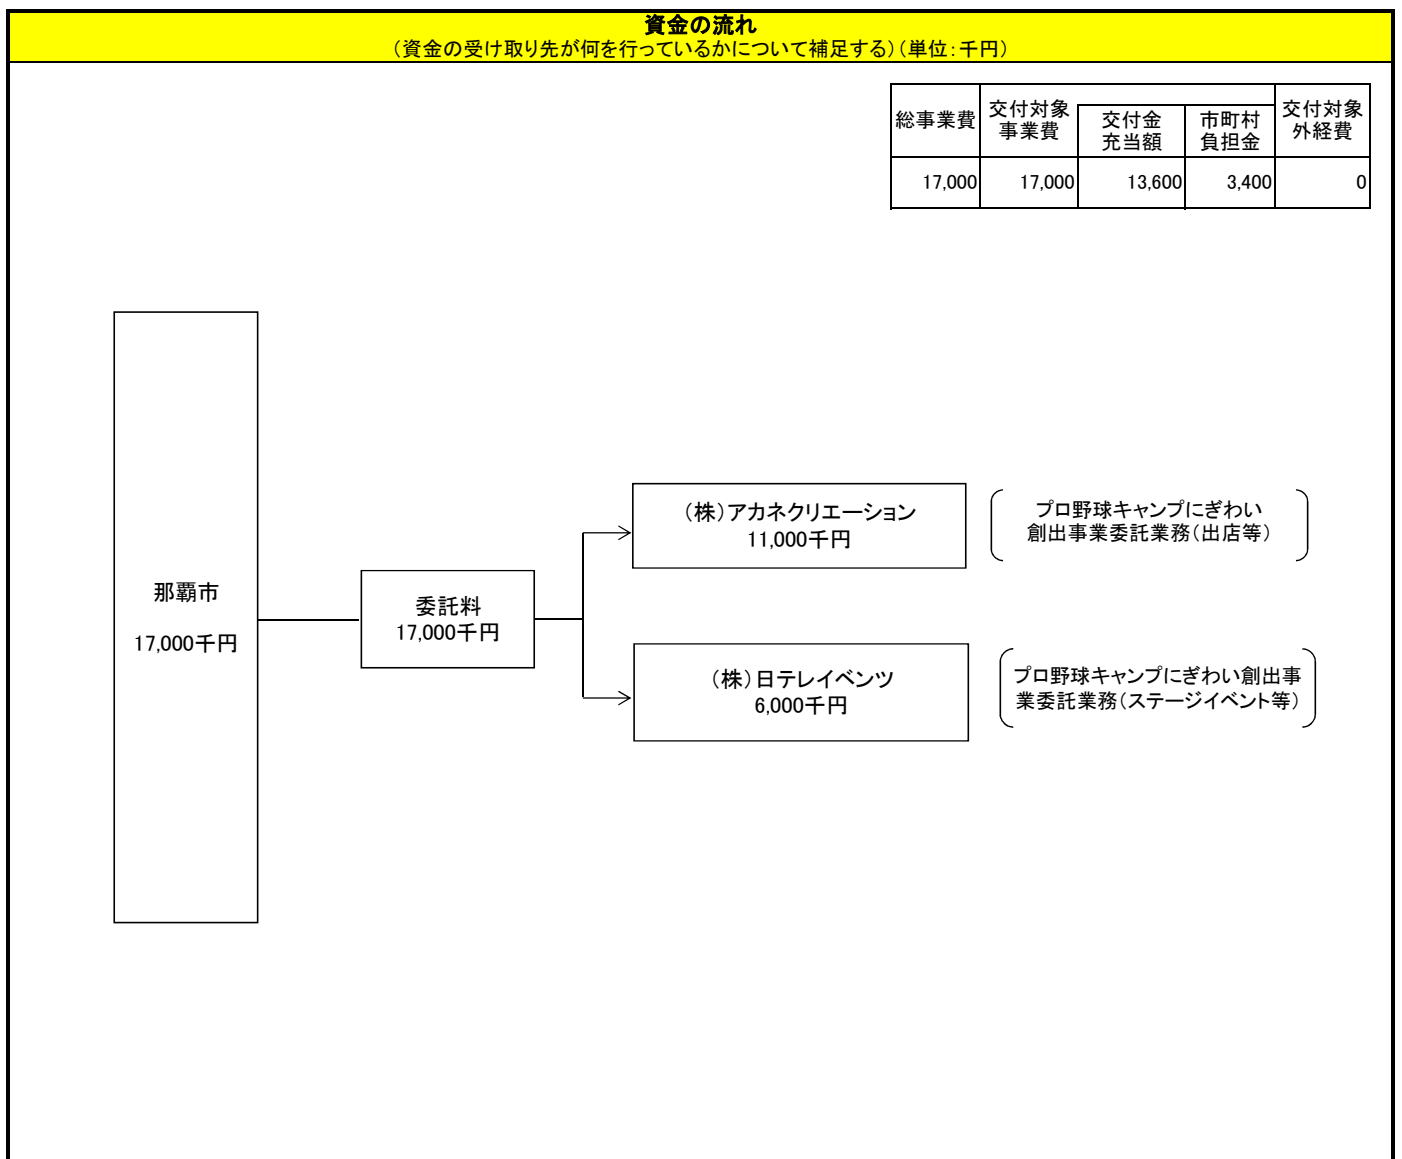 資金の流れ
（資金の受け取り先が何を行っているかについて補足する）（単位：千円）
総事業費
交付対象
事業費
交付金
充当額
市町村
負担金
交付対象
外経費
17,000 17,000 13,600 3,400 0
那覇市
17,000千円
委託料
17,000千円
（株）アカネクリエーション
11,000千円
プロ野球キャンプにぎわい
創出事業委託業務（出店等）
（株）日テレイベンツ
6,000千円
プロ野球キャンプにぎわい創出事
業委託業務（ステージイベント等）